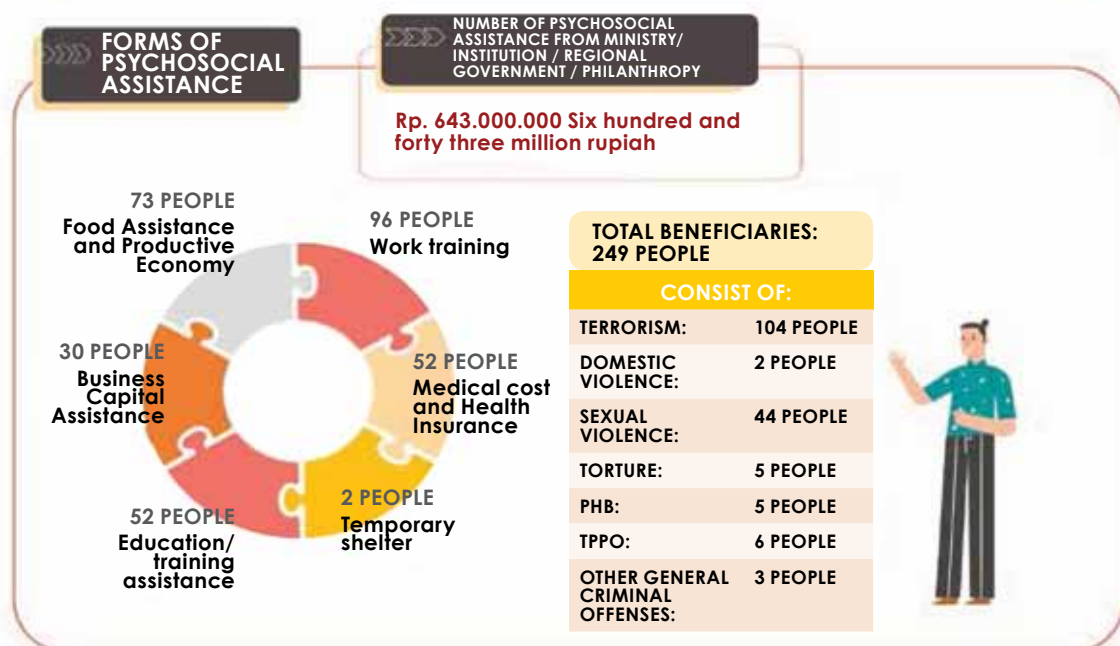 FORMS OF
PSYCHOSOCIAL
ASSISTANCE
NUMBER OF PSYCHOSOCIAL
ASSISTANCE FROM MINISTRY/
INSTITUTION / REGIONAL
GOVERNMENT / PHILANTHROPY
Rp. 643.000.000 Six hundred and
forty three million rupiah
73 PEOPLE
Food Assistance
and Productive
Economy
96 PEOPLE
Work training
30 PEOPLE
Business
Capital
Assistance
52 PEOPLE
Medical cost
and Health
Insurance
52 PEOPLE
Education/
training
assistance
2 PEOPLE
Temporary
shelter
TOTAL BENEFICIARIES:
249 PEOPLE
CONSIST OF:
TERRORISM: 104 PEOPLE
DOMESTIC 2 PEOPLE
VIOLENCE:
SEXUAL 44 PEOPLE
VIOLENCE:
TORTURE: 5 PEOPLE
PHB: 5 PEOPLE
TPPO: 6 PEOPLE
OTHER GENERAL 3 PEOPLE
CRIMINAL
OFFENSES: